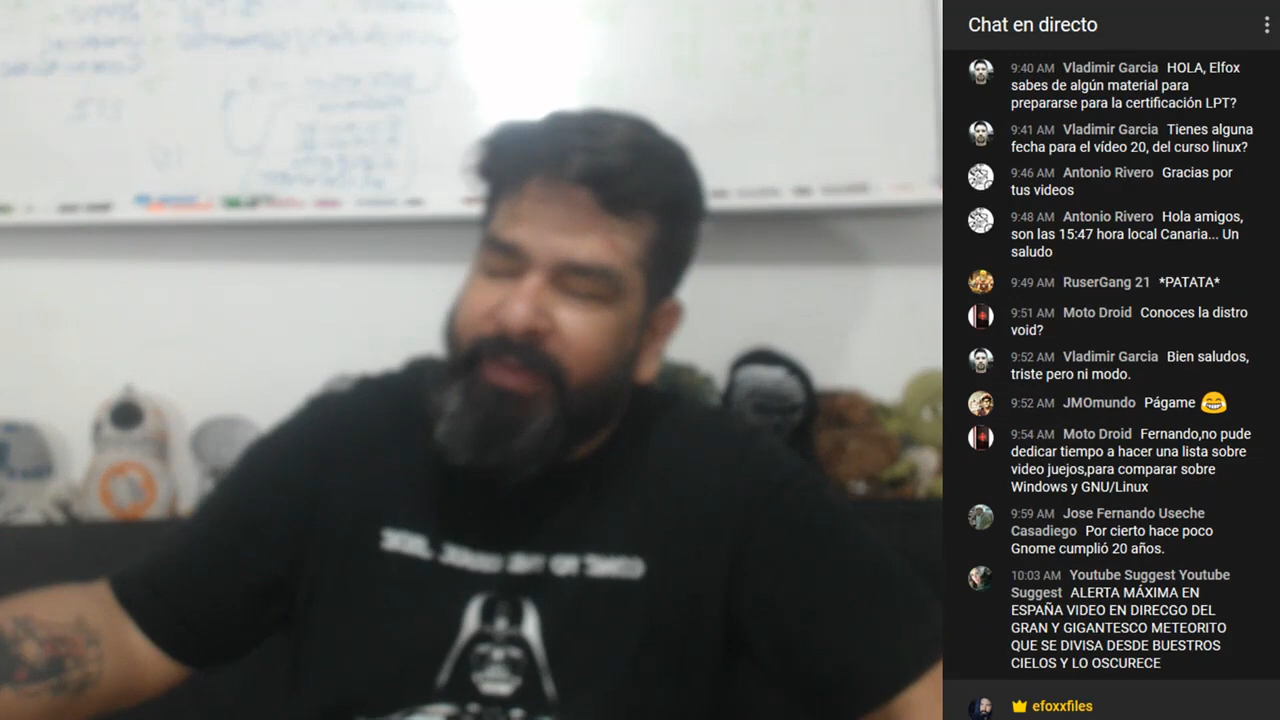 Chat en directo
9:40 AM Vladimir Garcia HOLA, Elfox
sabes de algún material para
prepararse para la certificación LPT?
9:41 AM Vladimir Garcia Tienes alguna
fecha para el vídeo 20, del curso linux?
9:46 AM Antonio Rivero Gracias por
tus videos
9:48 AM Antonio Rivero Hola amigos,
son las 15:47 hora local Canaria... Un
saludo
9:49 AM RuserGang 21 *PATATA*
9:51 AM Moto Droid Conoces la distro
void?
9:52 AM Vladimir Garcia Bien saludos,
triste pero ni modo.
9:52 AM JMOmundo Págame 😂
9:54 AM Moto Droid Fernando,no pude
dedicar tiempo a hacer una lista sobre
video juejos,para comparar sobre
Windows y GNU/Linux
9:59 AM Jose Fernando Useche
Casadiego Por cierto hace poco
Gnome cumplió 20 años.
10:03 AM Youtube Suggest Youtube
Suggest ALERTA MÁXIMA EN
ESPAÑA VIDEO EN DIRECGO DEL
GRAN Y GIGANTESCO METEORITO
QUE SE DIVISA DESDE BUESTROS
CIELOS Y LO OSCURECE
efoxxfiles